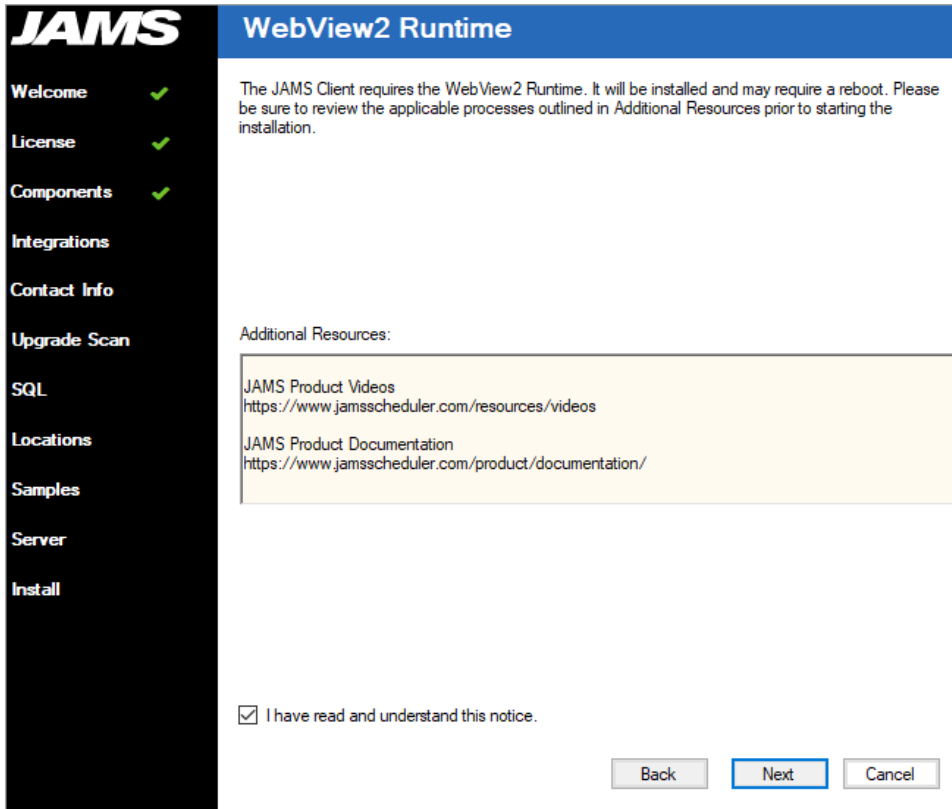 JAMS
WebView2 Runtime
Welcome
License
Components
Integrations
Contact Info
Upgrade Scan
SQL
Locations
Samples
Server
Install
The JAMS Client requires the WebView2 Runtime. It will be installed and may require a reboot. Please
be sure to review the applicable processes outlined in Additional Resources prior to starting the
installation.
Additional Resources:
JAMS Product Videos
https://www.jamsscheduler.com/resources/videos
JAMS Product Documentation
https://www.jamsscheduler.com/product/documentation/
I have read and understand this notice.
Back
Next
Cancel